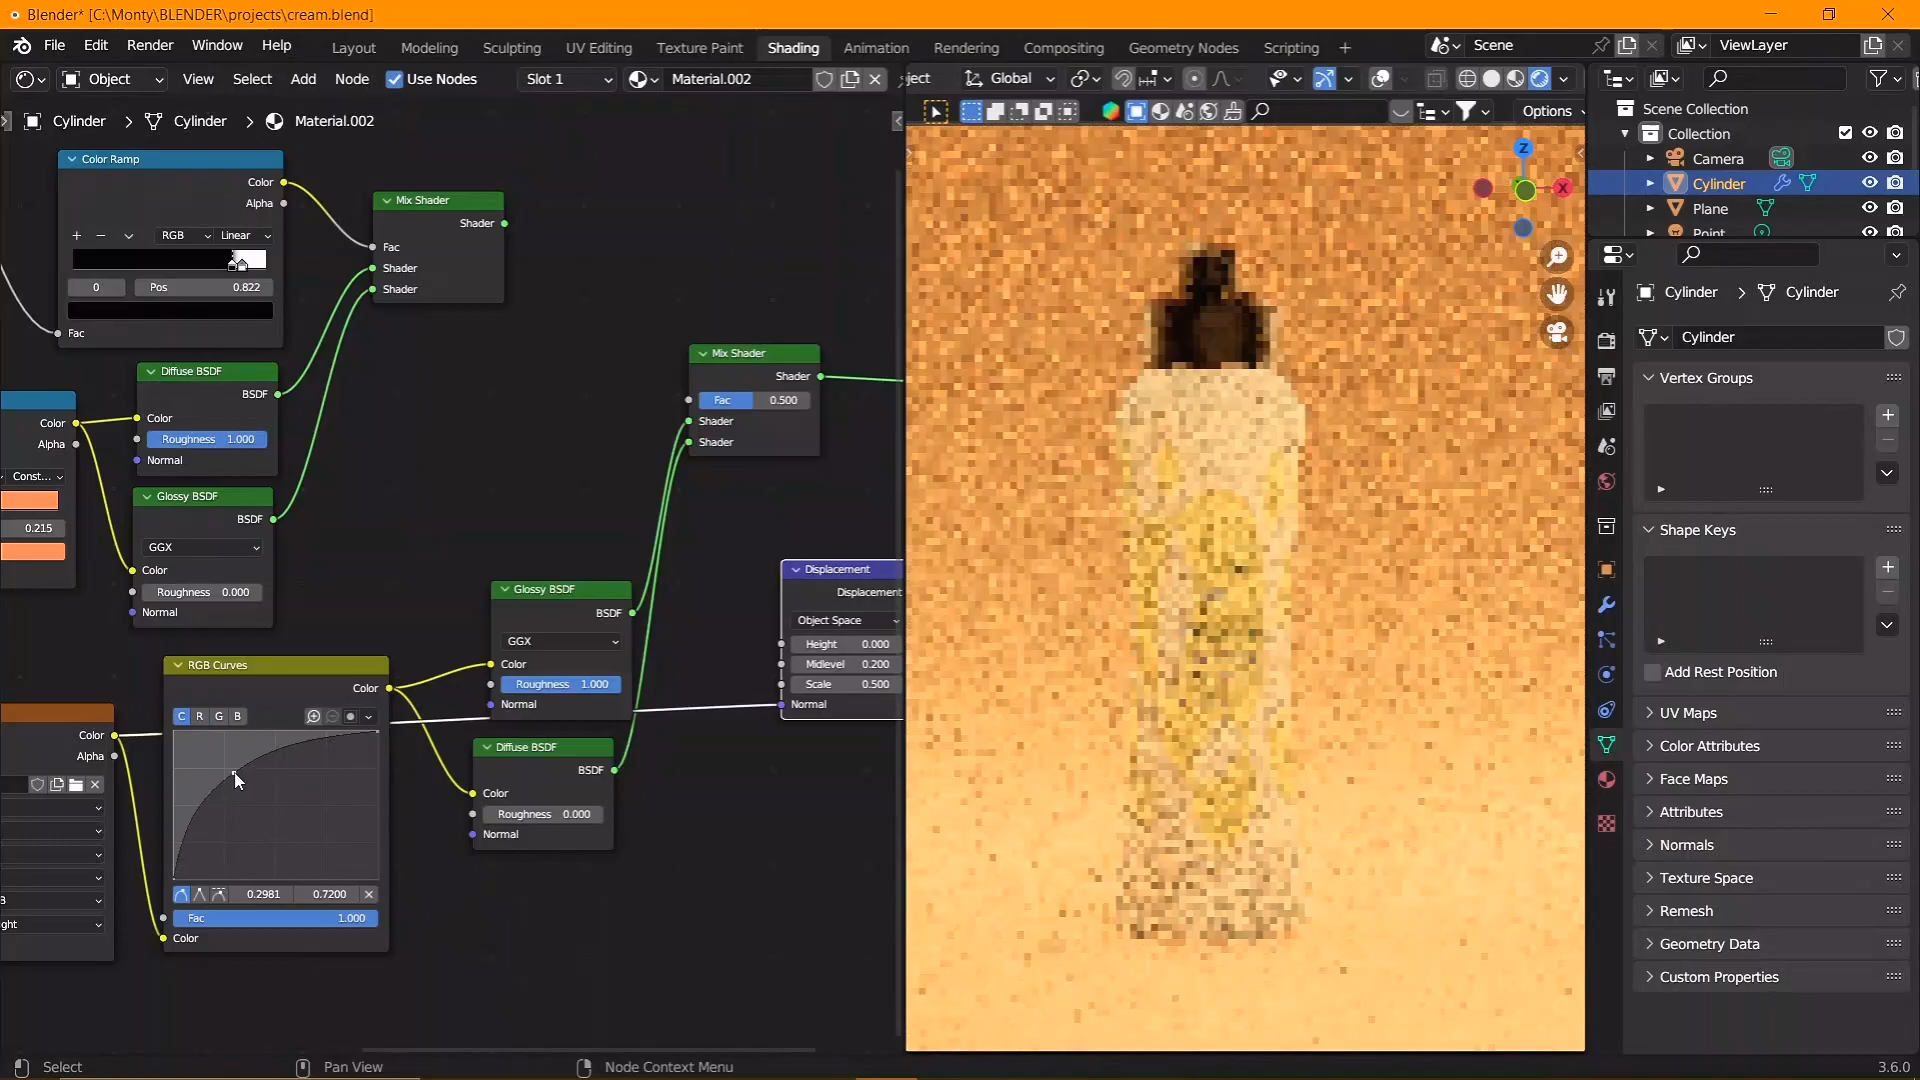 Blender* [C:\Monty\BLENDER\projects\cream.blend]
File Edit Render Window Help Layout Modeling Sculpting UV Editing Texture Paint Shading Animation Rendering Compositing Geometry Nodes Scripting + Scene ViewLayer
Object View Select Add Node Use Nodes Slot 1 Material.002 ject Global
Options
Cylinder > Cylinder > Material.002
Color Ramp
Color
Alpha
+ − RGB Linear
0 Pos 0.822
Fac
Mix Shader
Shader
Fac
Shader
Shader
Diffuse BSDF
BSDF
Color
Roughness 1.000
Normal
Color
Alpha
Const...
0.215
Glossy BSDF
BSDF
GGX
Color
Roughness 0.000
Normal
Mix Shader
Shader
Fac 0.500
Shader
Shader
Displacement
Displacement
Object Space
Height 0.000
Midlevel 0.200
Scale 0.500
Normal
Glossy BSDF
BSDF
GGX
Color
Roughness 1.000
Normal
Diffuse BSDF
BSDF
Color
Roughness 0.000
Normal
RGB Curves
Color
C R G B
0.2981 0.7200
Fac 1.000
Color
Color
Alpha
B
ght
Z
X
Scene Collection
Collection
Camera
Cylinder
Plane
Point
Cylinder > Cylinder
Cylinder
Vertex Groups
Shape Keys
Add Rest Position
UV Maps
Color Attributes
Face Maps
Attributes
Normals
Texture Space
Remesh
Geometry Data
Custom Properties
Select Pan View Node Context Menu 3.6.0